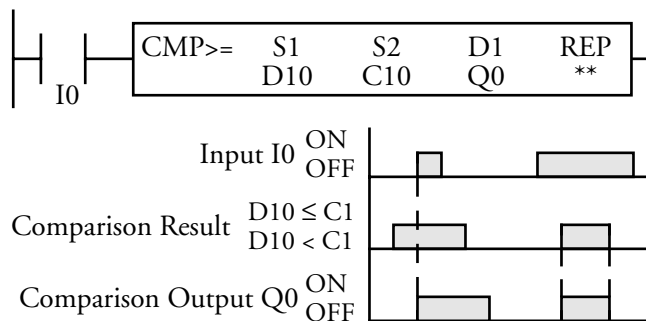 CMP>= S1 S2 D1 REP
D10 C10 Q0 **
I0
Input I0 ON
OFF
Comparison Result D10 ≤ C1
D10 < C1
Comparison Output Q0 ON
OFF